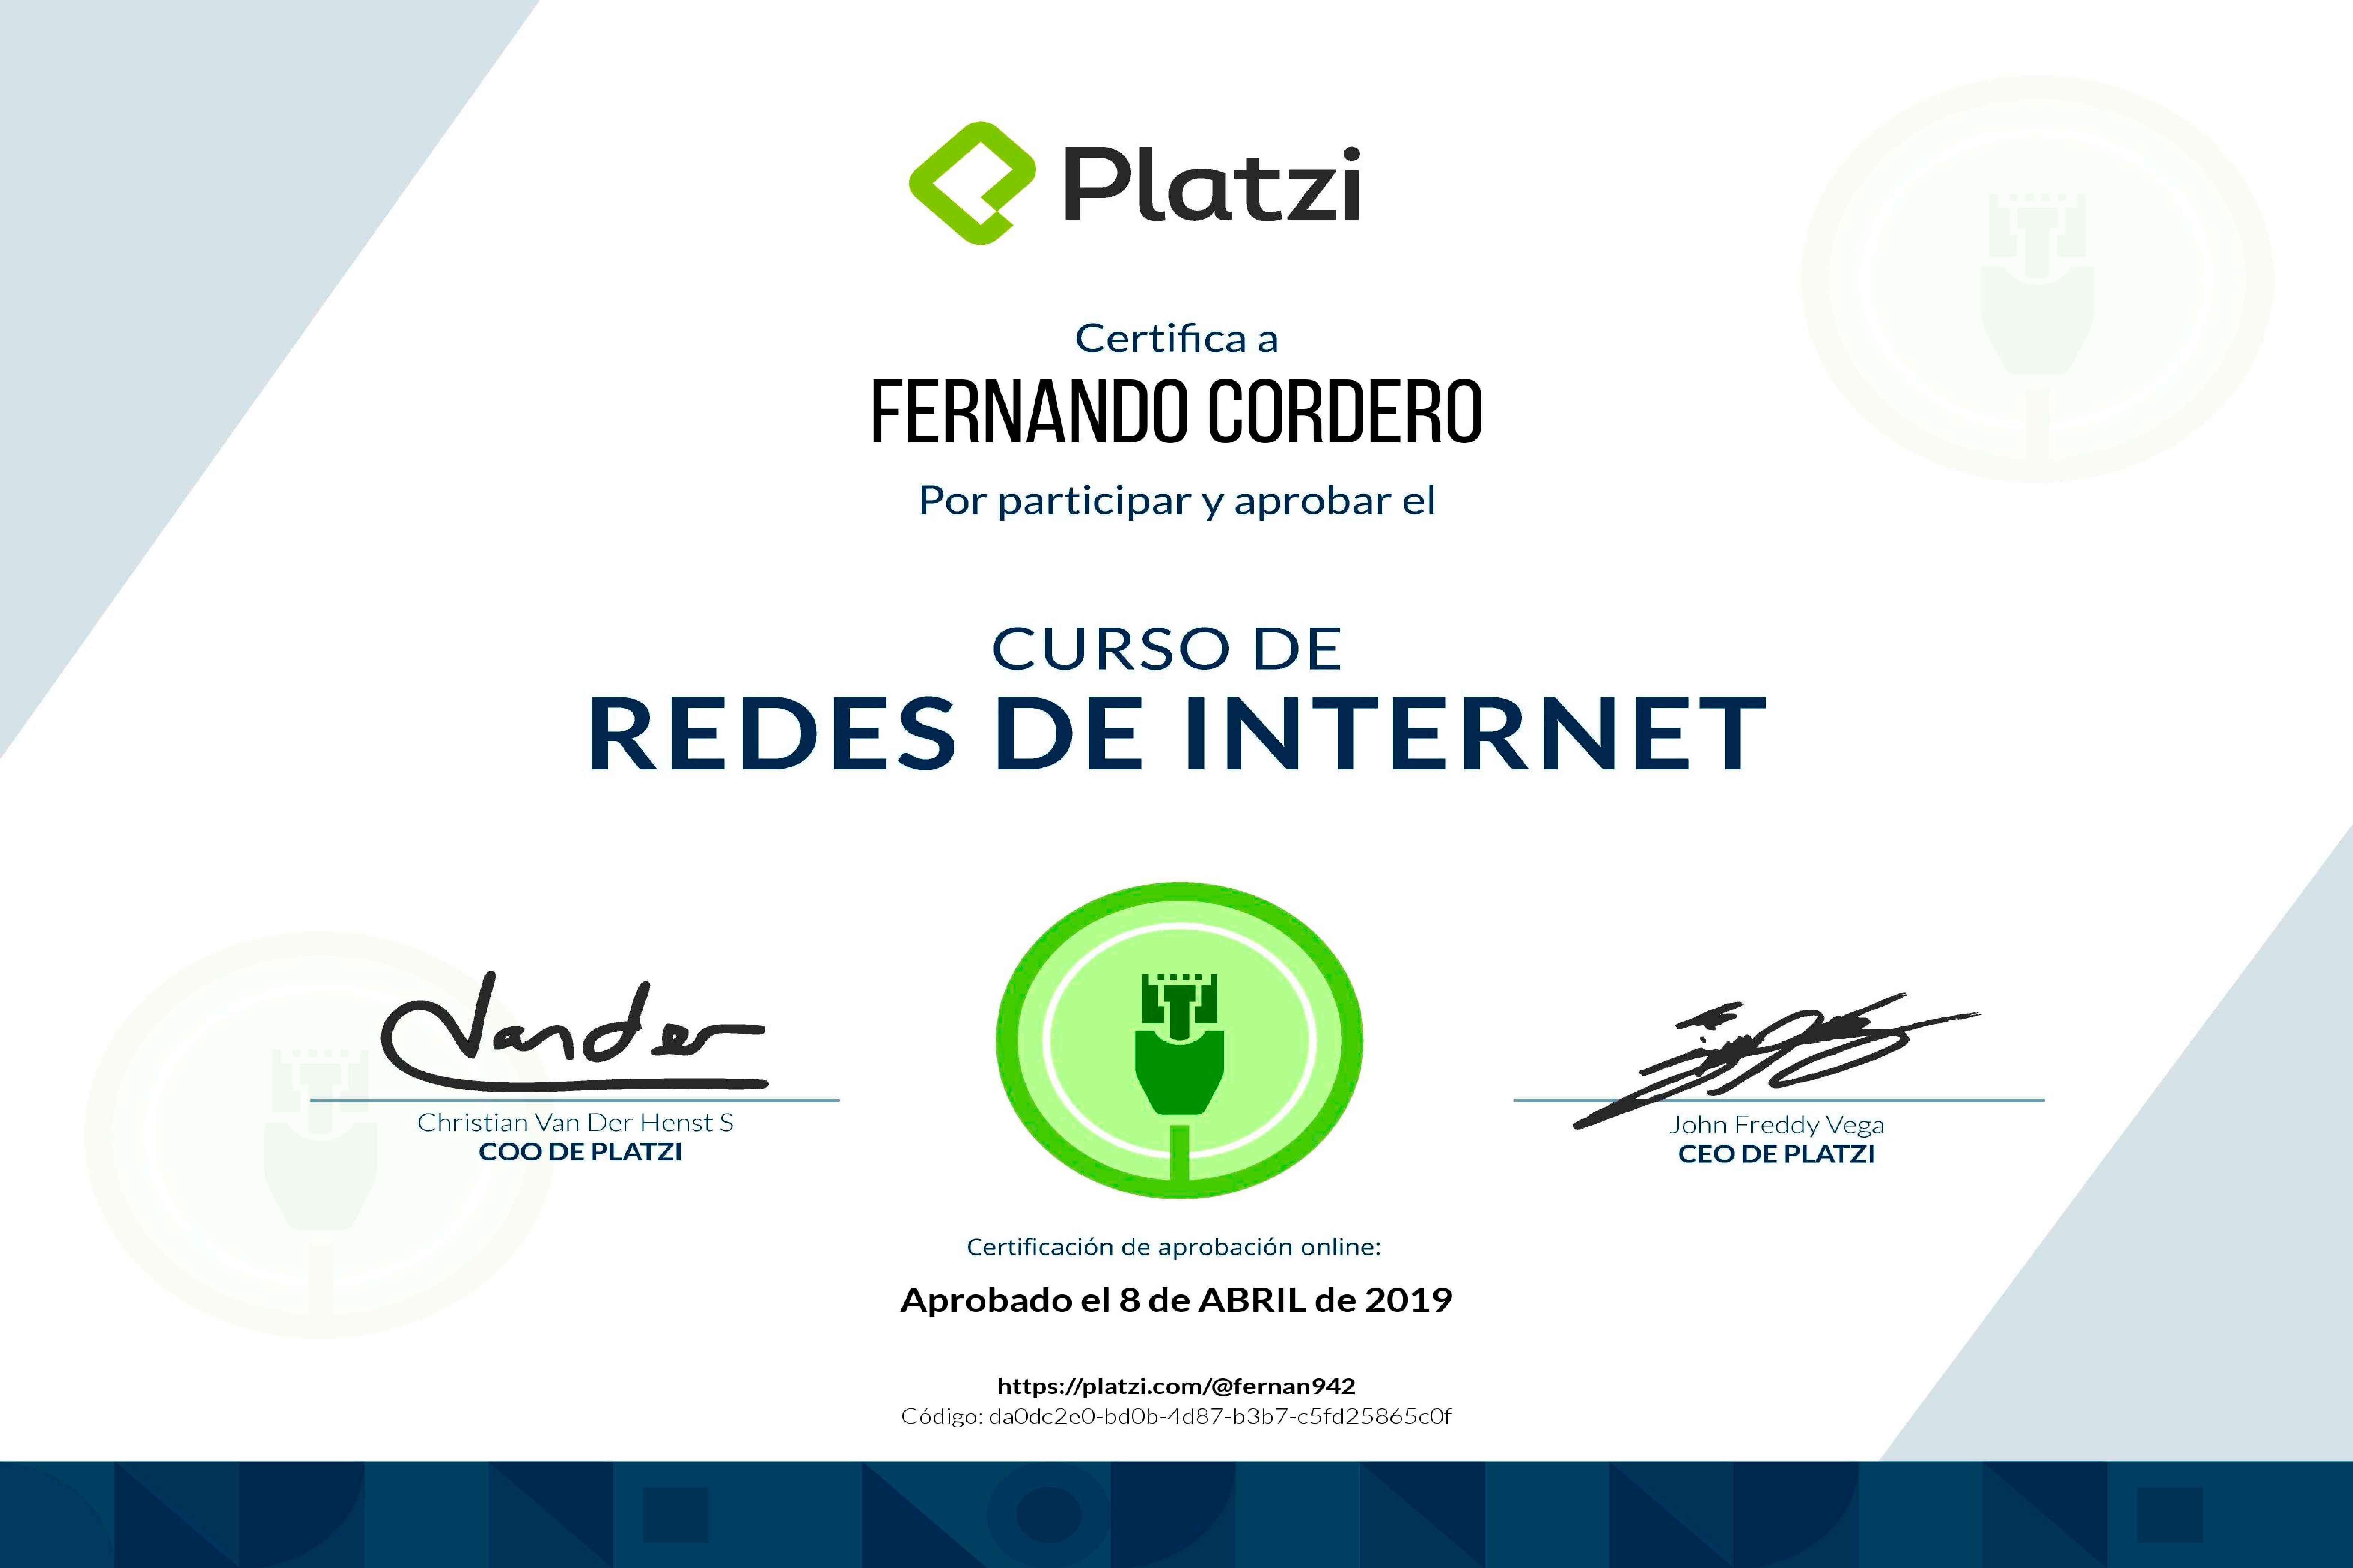 Platzi
Certifica a
FERNANDO CORDERO
Por participar y aprobar el
CURSO DE
REDES DE INTERNET
Vander
Christian Van Der Henst S
COO DE PLATZI
John Freddy Vega
CEO DE PLATZI
Certificación de aprobación online:
Aprobado el 8 de ABRIL de 2019
https://platzi.com/@fernan942
Código: da0dc2e0-bd0b-4d87-b3b7-c5fd25865c0f